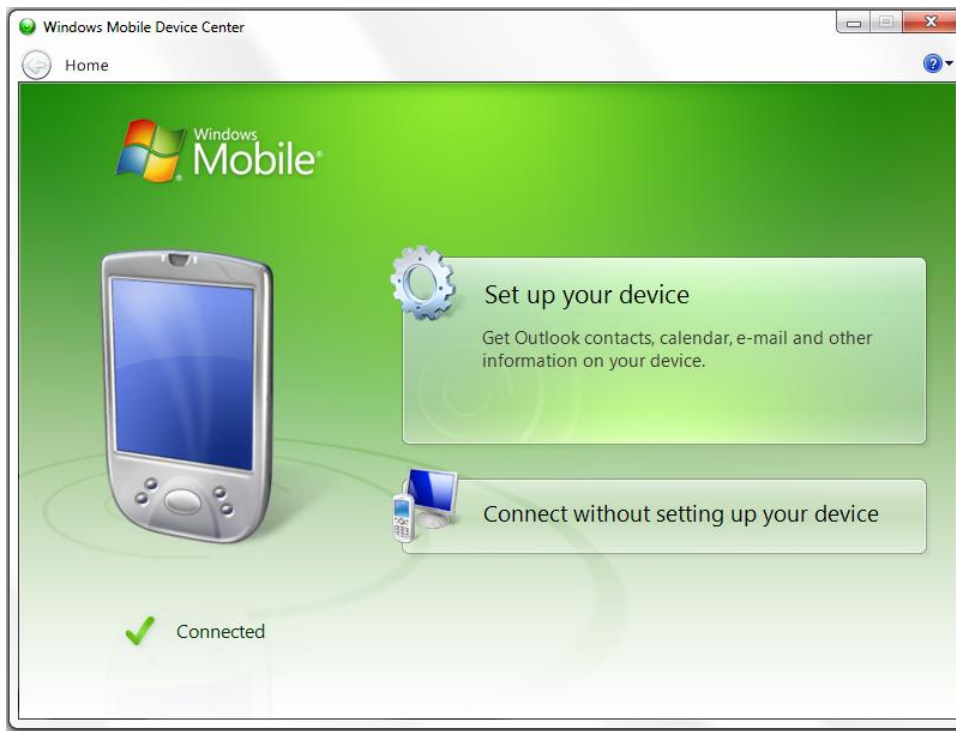 Windows Mobile Device Center
Home
Windows
Mobile®
Set up your device
Get Outlook contacts, calendar, e-mail and other
information on your device.
Connect without setting up your device
Connected